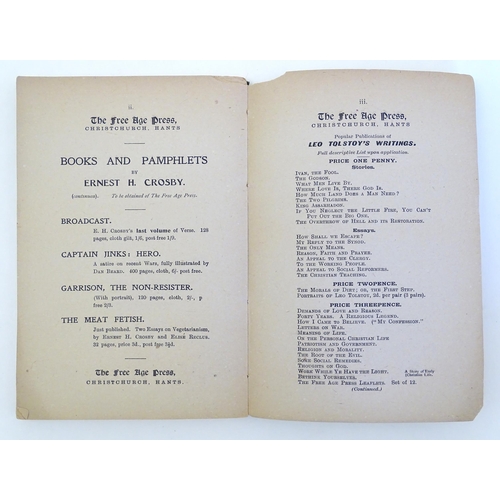 ii.
The Free Age Press,
CHRISTCHURCH, HANTS
BOOKS AND PAMPHLETS
BY
ERNEST H. CROSBY.
(CONTINUED). To be obtained of The Free Age Press.
BROADCAST.
E. H. CROSBY'S last volume of Verse. 128
pages, cloth gilt, 1/6, post free 1/8.
CAPTAIN JINKS: HERO.
A satire on recent Wars, fully illustrated by
DAN BEARD. 400 pages, cloth, 6/- post free.
GARRISON, THE NON-RESISTER.
(With portrait), 150 pages, cloth, 2/, p
free 2/3.
THE MEAT FETISH.
Just published. Two Essays on Vegetarianism,
by ERNEST H. CROSBY and ELISE RECLUS.
32 pages, price 3d., post free 3½d.
The Free Age Press,
CHRISTCHURCH, HANTS.
iii.
The Free Age Press,
CHRISTCHURCH, HANTS
Popular Publications of
LEO TOLSTOY'S WRITINGS.
Full descriptive List upon application.
PRICE ONE PENNY.
Stories.
IVAN, THE FOOL.
THE GODSON.
WHAT MEN LIVE BY.
WHERE LOVE IS, THERE GOD IS.
HOW MUCH LAND DOES A MAN NEED?
THE TWO PILGRIMS.
KING ASSARHADON.
IF YOU NEGLECT THE LITTLE FIRE, YOU CAN'T
PUT OUT THE BIG ONE.
THE OVERTHROW OF HELL AND ITS RESTORATION.
Essays.
HOW SHALL WE ESCAPE?
MY REPLY TO THE SYNOD.
THE ONLY MEANS.
REASON, FAITH AND PRAYER.
AN APPEAL TO THE CLERGY.
TO THE WORKING PEOPLE.
AN APPEAL TO SOCIAL REFORMERS.
THE CHRISTIAN TEACHING.
PRICE TWO-PENCE.
THE MORALS OF DIET; OR, THE FIRST STEP.
PORTRAITS OF LEO TOLSTOY, 2d. per pair (3 pairs).
PRICE THREEPENCE.
DEMANDS OF LOVE AND REASON.
FORTY YEARS. A RELIGIOUS LEGEND.
HOW I CAME TO BELIEVE. ("MY CONFESSION."
LETTERS ON WAR.
MEANING OF LIFE.
ON THE PERSONAL CHRISTIAN LIFE
PATRIOTISM AND GOVERNMENT.
RELIGION AND MORALITY.
THE ROOT OF THE EVIL.
SOME SOCIAL REMEDIES.
THOUGHTS ON GOD.
WORK WHILE YE HAVE THE LIGHT. A Story of Early
BETHINK YOURSELVES. Christian Life.
THE FREE AGE PRESS LEAFLETS. Set of 12.
(Continued.)